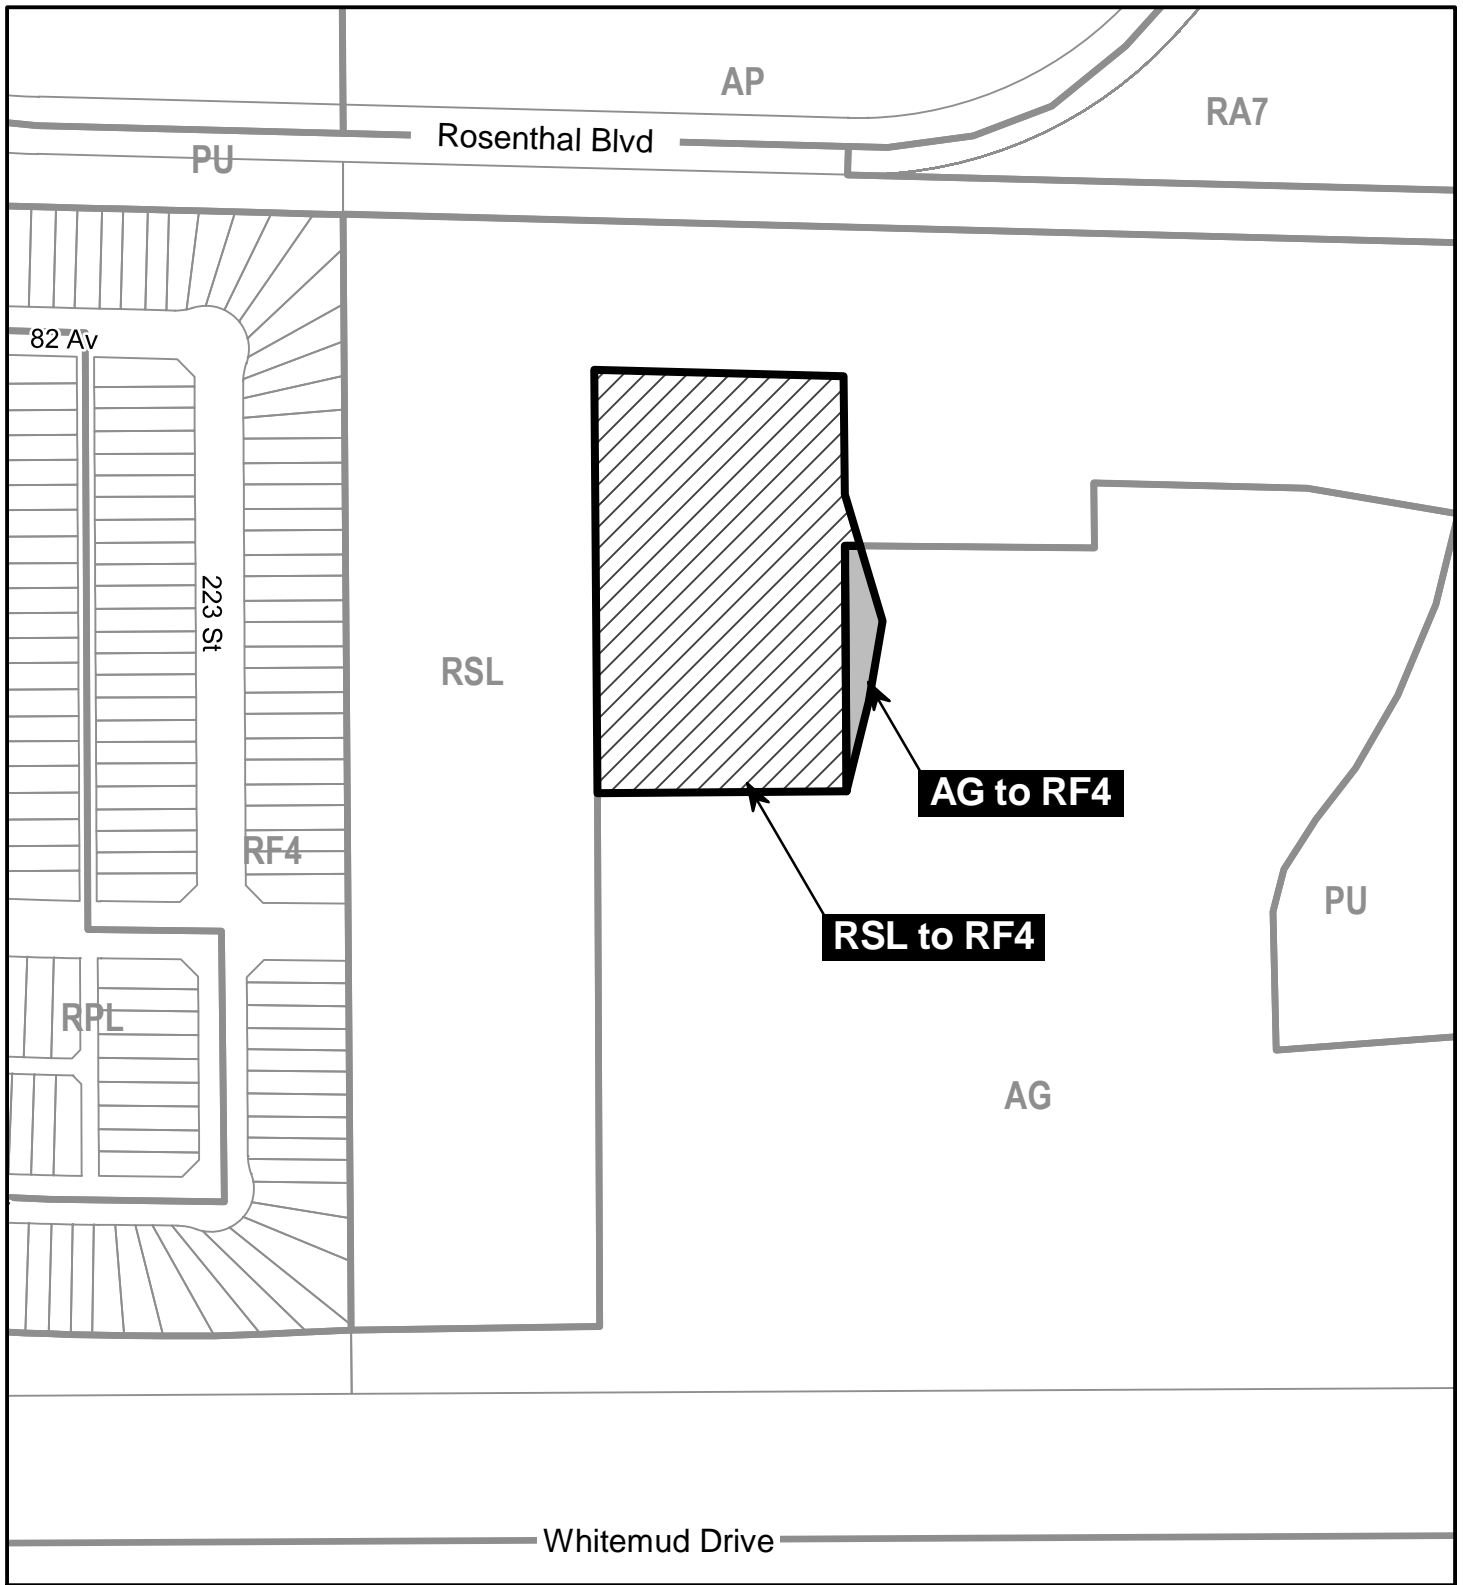 AP
RA7
Rosenthal Blvd
PU
82 Av
223 St
RSL
AG to RF4
RF4
PU
RSL to RF4
RPL
AG
Whitemud Drive